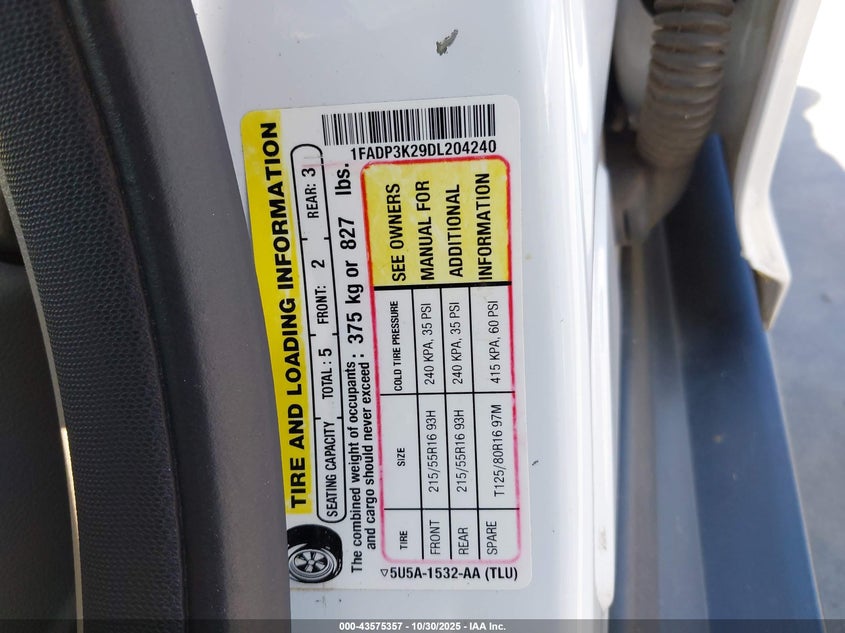 TIRE AND LOADING INFORMATION
SEATING CAPACITY TOTAL : 5 FRONT: 2 REAR: 3
The combined weight of occupants and cargo should never exceed : 375 kg or 827 lbs.
TIRE SIZE COLD TIRE PRESSURE
FRONT 215/55R16 93H 240 KPA, 35 PSI
REAR 215/55R16 93H 240 KPA, 35 PSI
SPARE T125/80R16 97M 415 KPA, 60 PSI
SEE OWNERS
MANUAL FOR
ADDITIONAL
INFORMATION
1FADP3K29DL204240
5U5A-1532-AA (TLU)
000-43575357 - 10/30/2025 - IAA Inc.